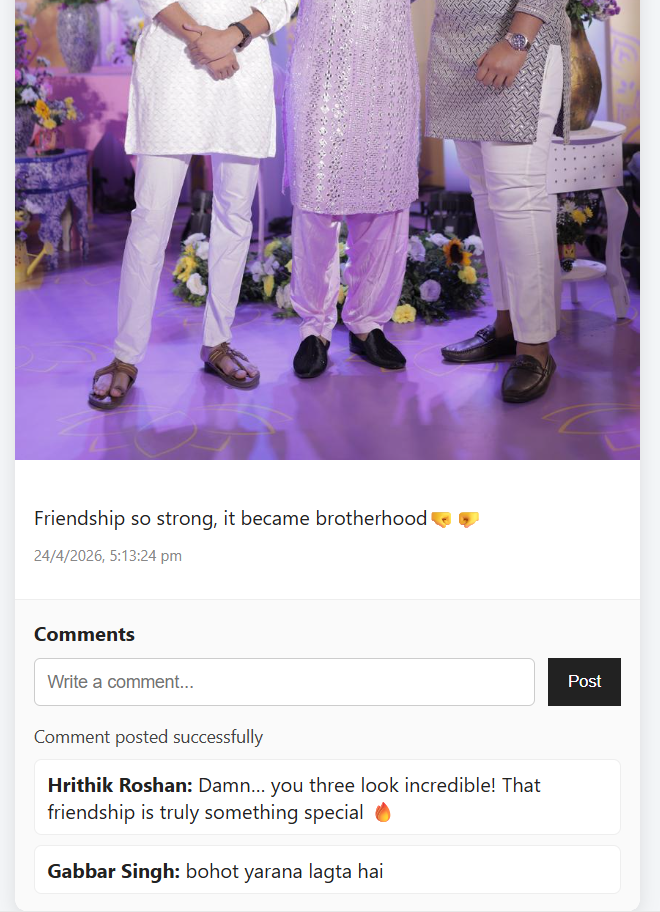 Friendship so strong, it became brotherhood🤜 🤛
24/4/2026, 5:13:24 pm
Comments
Write a comment...
Post
Comment posted successfully
Hrithik Roshan: Damn... you three look incredible! That
friendship is truly something special 🔥
Gabbar Singh: bohot yarana lagta hai